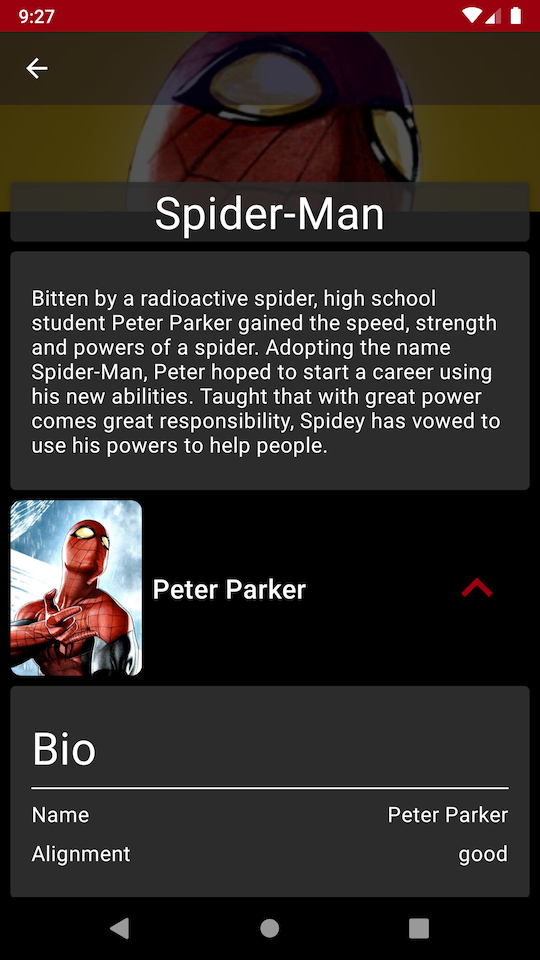 9:27
Spider-Man
Bitten by a radioactive spider, high school
student Peter Parker gained the speed, strength
and powers of a spider. Adopting the name
Spider-Man, Peter hoped to start a career using
his new abilities. Taught that with great power
comes great responsibility, Spidey has vowed to
use his powers to help people.
Peter Parker
Bio
Name Peter Parker
Alignment good